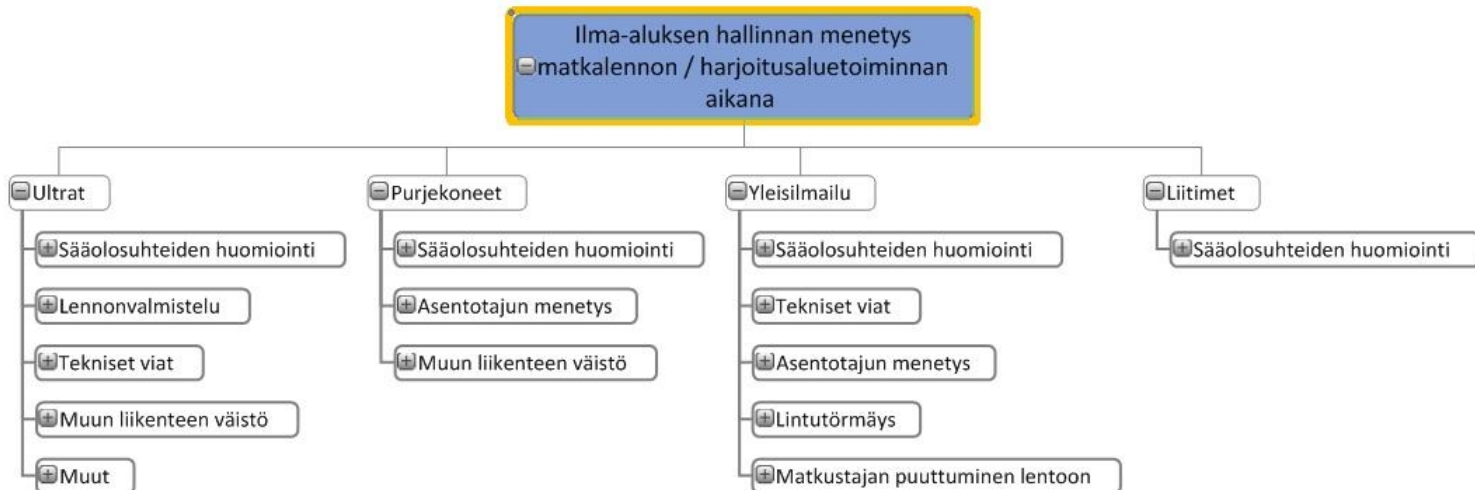 Ilma-aluksen hallinnan menetys
matkalennon / harjoitusaluetoiminnan
aikana
Ultrat
Sääolosuhteiden huomiointi
Lennonvalmistelu
Tekniset viat
Muun liikenteen väistö
Muut
Purjekoneet
Sääolosuhteiden huomiointi
Asentotajun menetys
Muun liikenteen väistö
Yleisilmailu
Sääolosuhteiden huomiointi
Tekniset viat
Asentotajun menetys
Lintutörmäys
Matkustajan puuttuminen lentoon
Liitimet
Sääolosuhteiden huomiointi